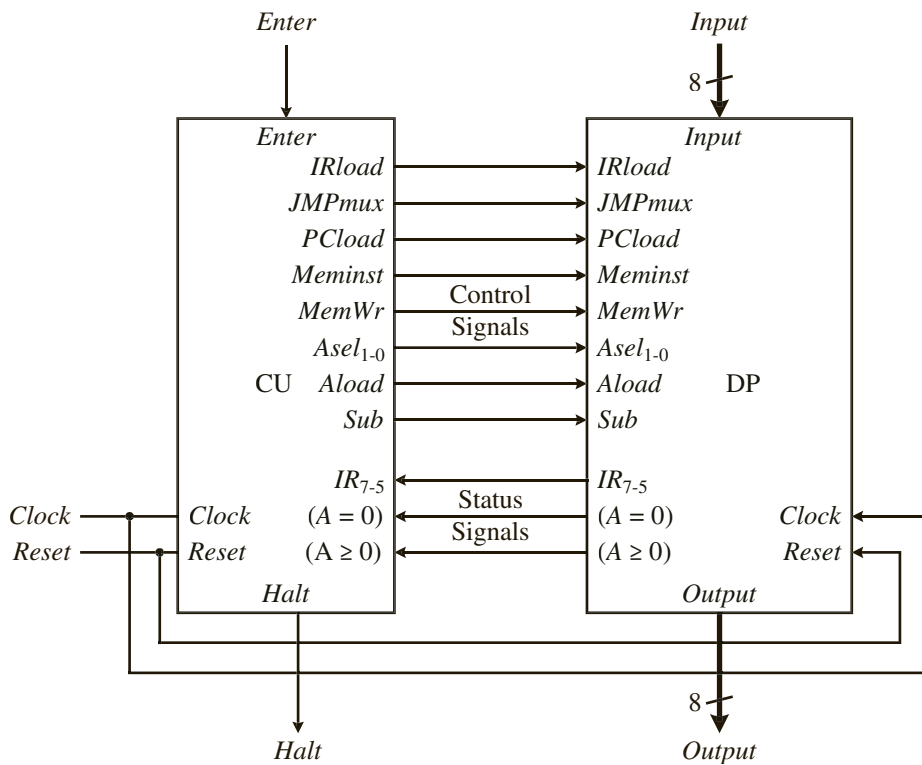 Enter
Input
8
Enter
Input
IRload
IRload
JMPmux
JMPmux
PCload
PCload
Meminst
Meminst
MemWr
Control
MemWr
Signals
Asel1-0
Asel1-0
CU
Aload
Aload
DP
Sub
Sub
IR7-5
IR7-5
Clock
Clock
(A = 0)
Status
(A = 0)
Clock
Reset
Reset
(A ≥ 0)
Signals
(A ≥ 0)
Reset
Halt
Output
8
Halt
Output